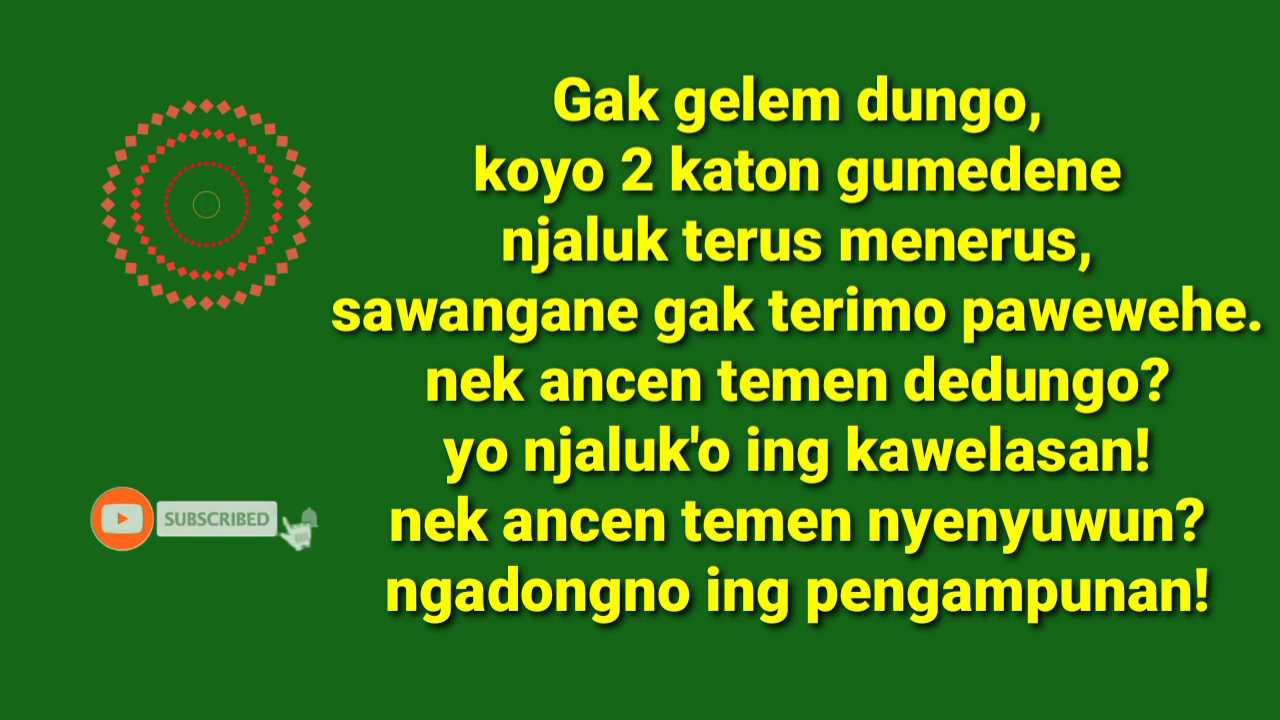 Gak gelem dungo,
koyo 2 katon gumedene
njaluk terus menerus,
sawangane gak terimo pawewehe.
nek ancen temen dedungo?
yo njaluk'o ing kawelasan!
nek ancen temen nyenyuwun?
ngadongno ing pengampunan!
SUBSCRIBED